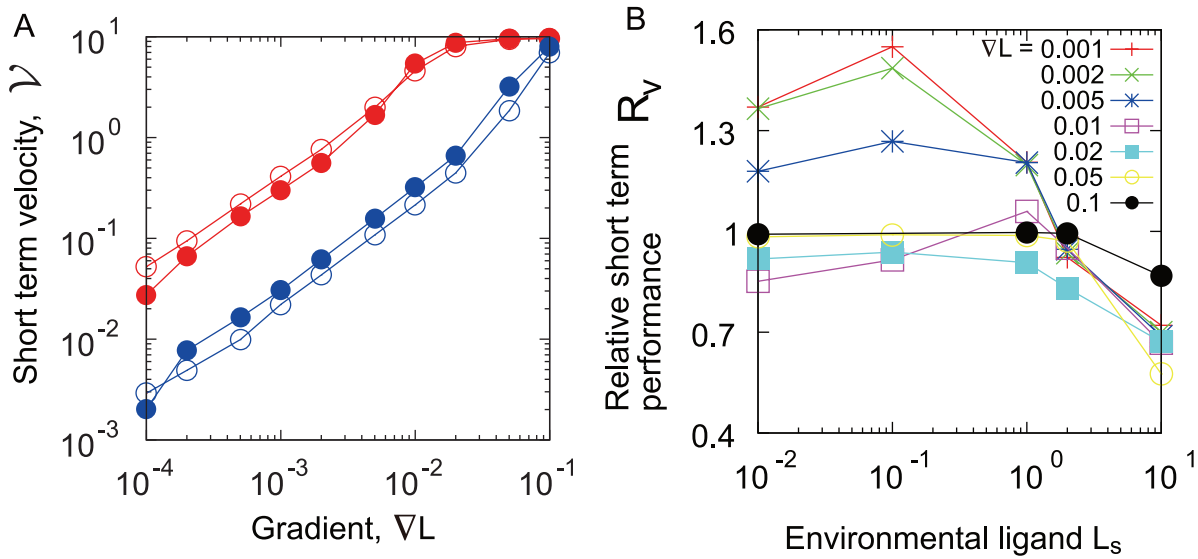 A
Short term velocity, 𝒱
10^1
10^0
10^-1
10^-2
10^-3
10^-4
10^-3
10^-2
10^-1
Gradient, ∇L
B
Relative short term
performance
R_v
1.6
1.3
1
0.7
0.4
∇L = 0.001
0.002
0.005
0.01
0.02
0.05
0.1
10^-2
10^-1
10^0
10^1
Environmental ligand L_s